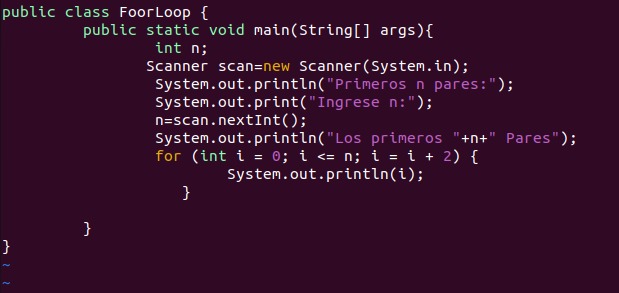 public class FoorLoop {
public static void main(String[] args){
int n;
Scanner scan=new Scanner(System.in);
System.out.println("Primeros n pares:");
System.out.print("Ingrese n:");
n=scan.nextInt();
System.out.println("Los primeros "+n+" Pares");
for (int i = 0; i <= n; i = i + 2) {
System.out.println(i);
}
}
}
~
~